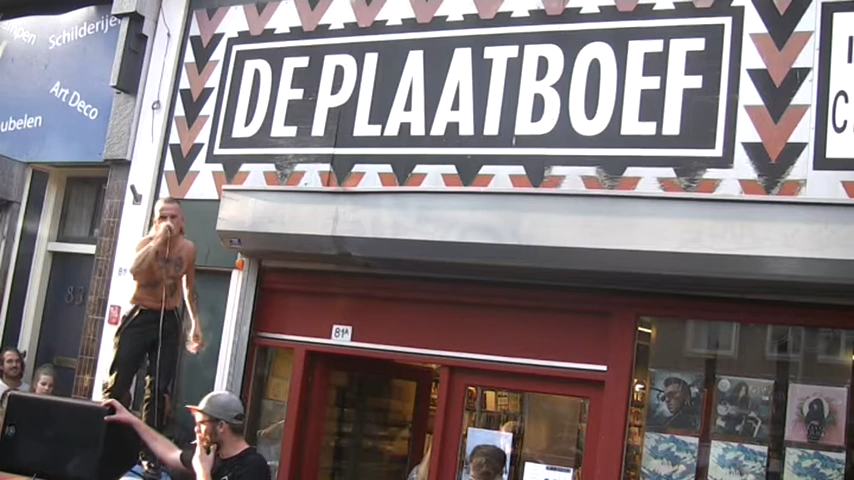 Schilderije
Art Deco
ubelen
DE PLAATBOEF
81A
83